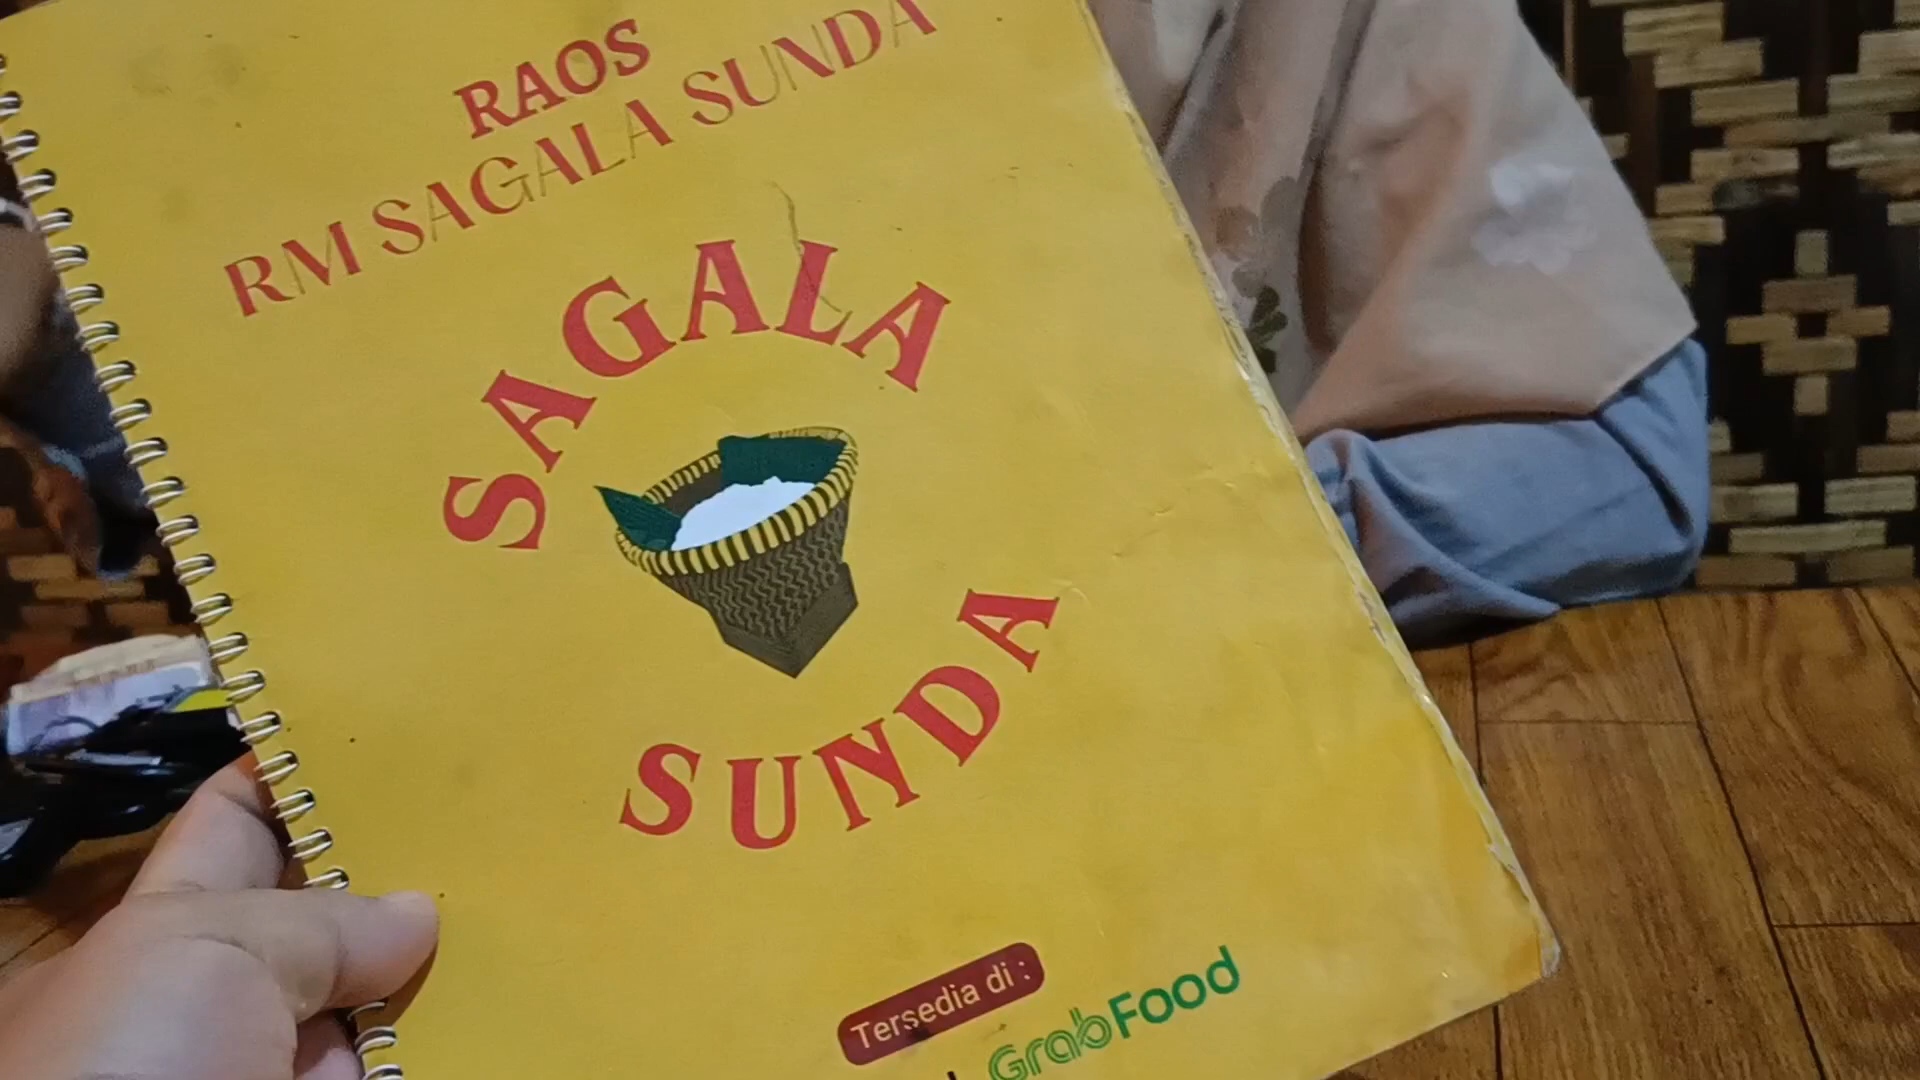 RAOS
RM SAGALA SUNDA
SAGALA
SUNDA
Tersedia di :
GrabFood